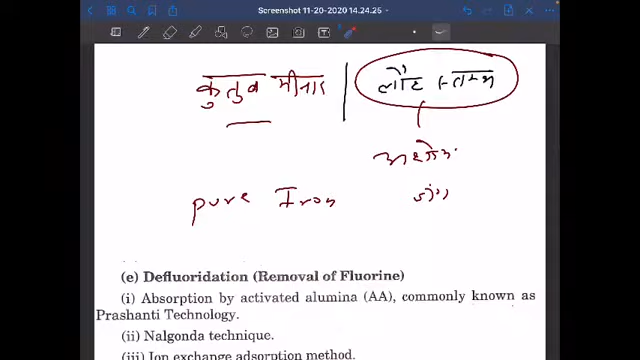 Screenshot 11-20-2020 14.24.25
कुतुब मीनार | लौह स्तम्भ
pure Iron
(e) Defluoridation (Removal of Fluorine)
(i) Absorption by activated alumina (AA), commonly known as
Prashanti Technology.
(ii) Nalgonda technique.
(iii) Ion exchange adsorption method.